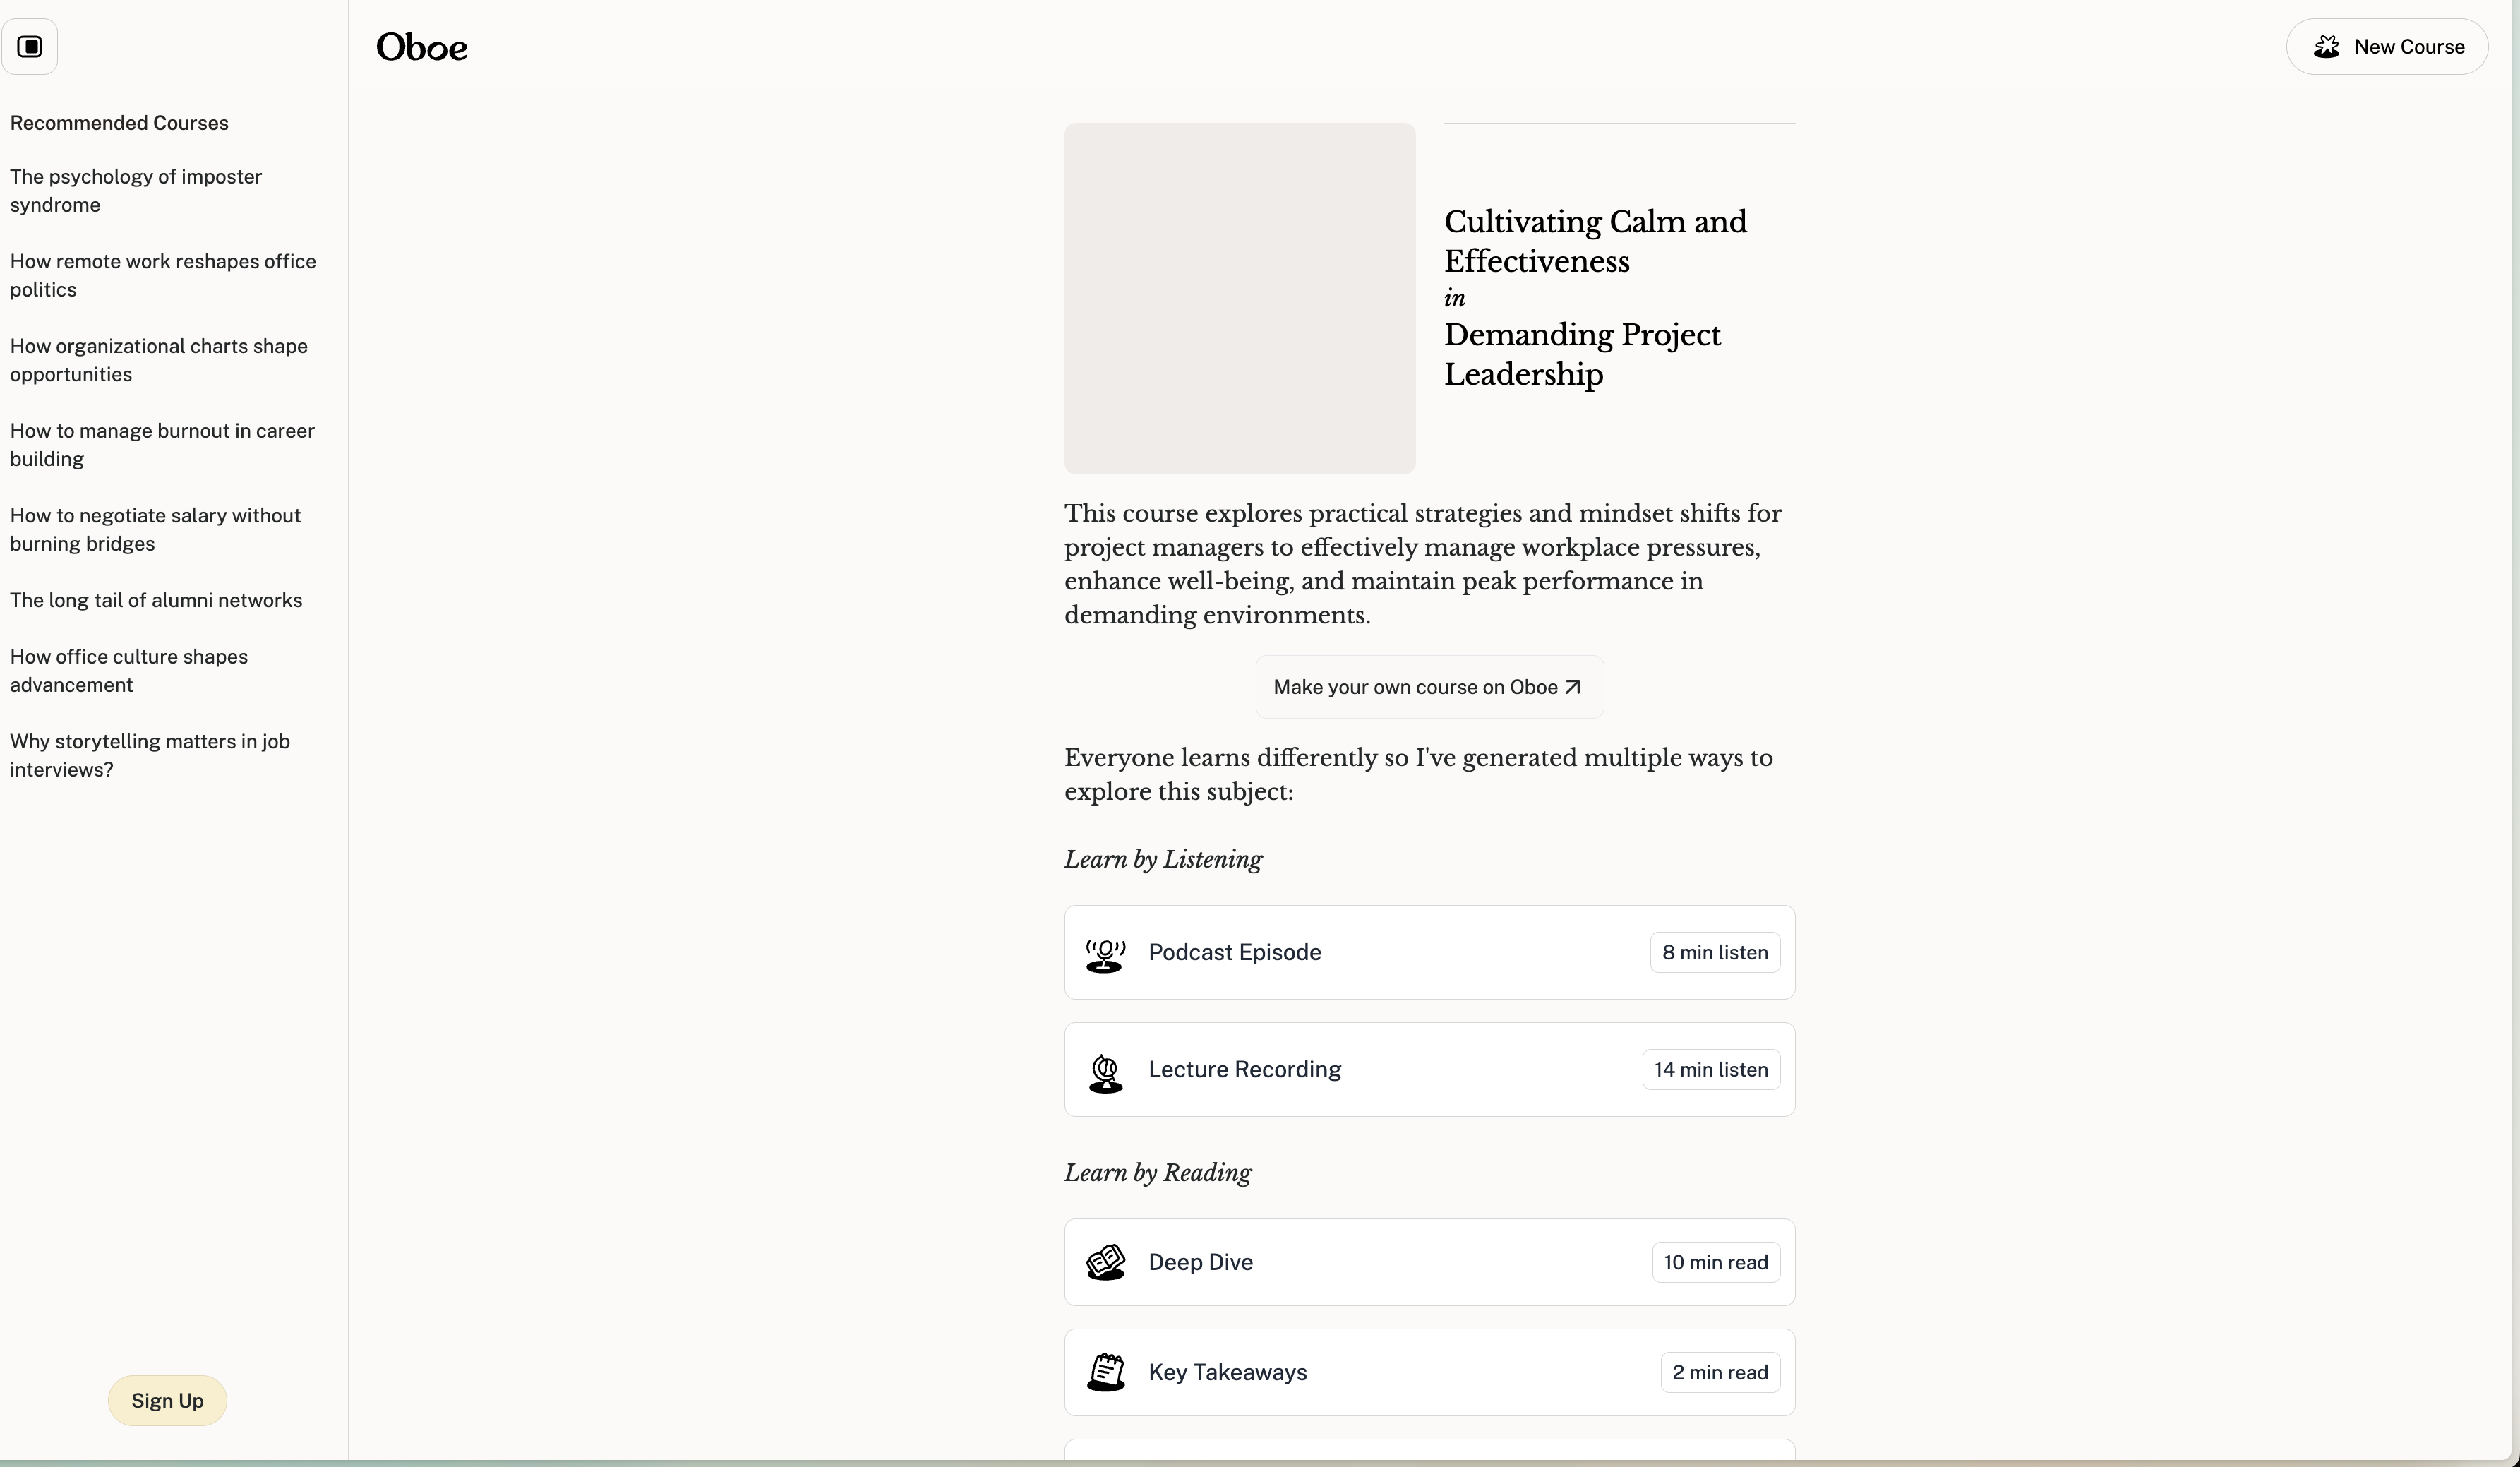 Oboe
New Course
Recommended Courses
The psychology of imposter
syndrome
How remote work reshapes office
politics
How organizational charts shape
opportunities
How to manage burnout in career
building
How to negotiate salary without
burning bridges
The long tail of alumni networks
How office culture shapes
advancement
Why storytelling matters in job
interviews?
Sign Up
Cultivating Calm and
Effectiveness
in
Demanding Project
Leadership
This course explores practical strategies and mindset shifts for
project managers to effectively manage workplace pressures,
enhance well-being, and maintain peak performance in
demanding environments.
Make your own course on Oboe
Everyone learns differently so I've generated multiple ways to
explore this subject:
Learn by Listening
Podcast Episode
8 min listen
Lecture Recording
14 min listen
Learn by Reading
Deep Dive
10 min read
Key Takeaways
2 min read